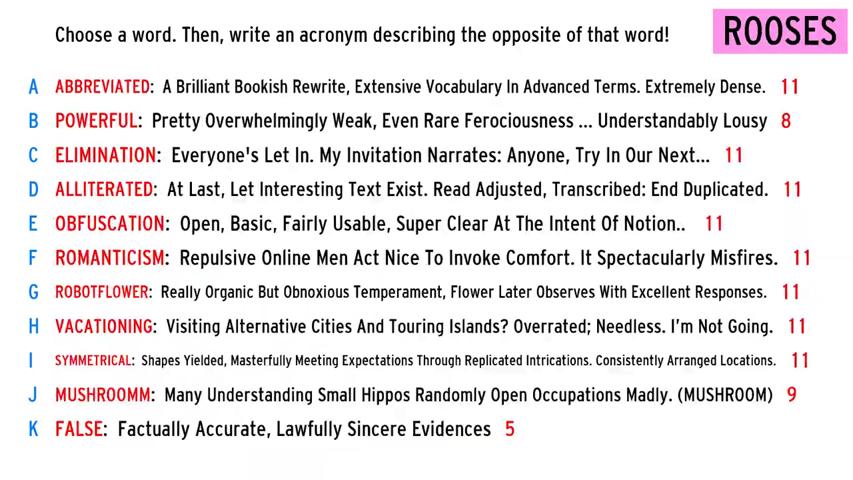 Choose a word. Then, write an acronym describing the opposite of that word!
ROOSES
A ABBREVIATED: A Brilliant Bookish Rewrite, Extensive Vocabulary In Advanced Terms. Extremely Dense. 11
B POWERFUL: Pretty Overwhelmingly Weak, Even Rare Ferociousness ... Understandably Lousy 8
C ELIMINATION: Everyone's Let In. My Invitation Narrates: Anyone, Try In Our Next... 11
D ALLITERATED: At Last, Let Interesting Text Exist. Read Adjusted, Transcribed: End Duplicated. 11
E OBFUSCATION: Open, Basic, Fairly Usable, Super Clear At The Intent Of Notion.. 11
F ROMANTICISM: Repulsive Online Men Act Nice To Invoke Comfort. It Spectacularly Misfires. 11
G ROBOTFLOWER: Really Organic But Obnoxious Temperament, Flower Later Observes With Excellent Responses. 11
H VACATIONING: Visiting Alternative Cities And Touring Islands? Overrated; Needless. I'm Not Going. 11
I SYMMETRICAL: Shapes Yielded, Masterfully Meeting Expectations Through Replicated Intrications. Consistently Arranged Locations. 11
J MUSHROOMM: Many Understanding Small Hippos Randomly Open Occupations Madly. (MUSHROOM) 9
K FALSE: Factually Accurate, Lawfully Sincere Evidences 5